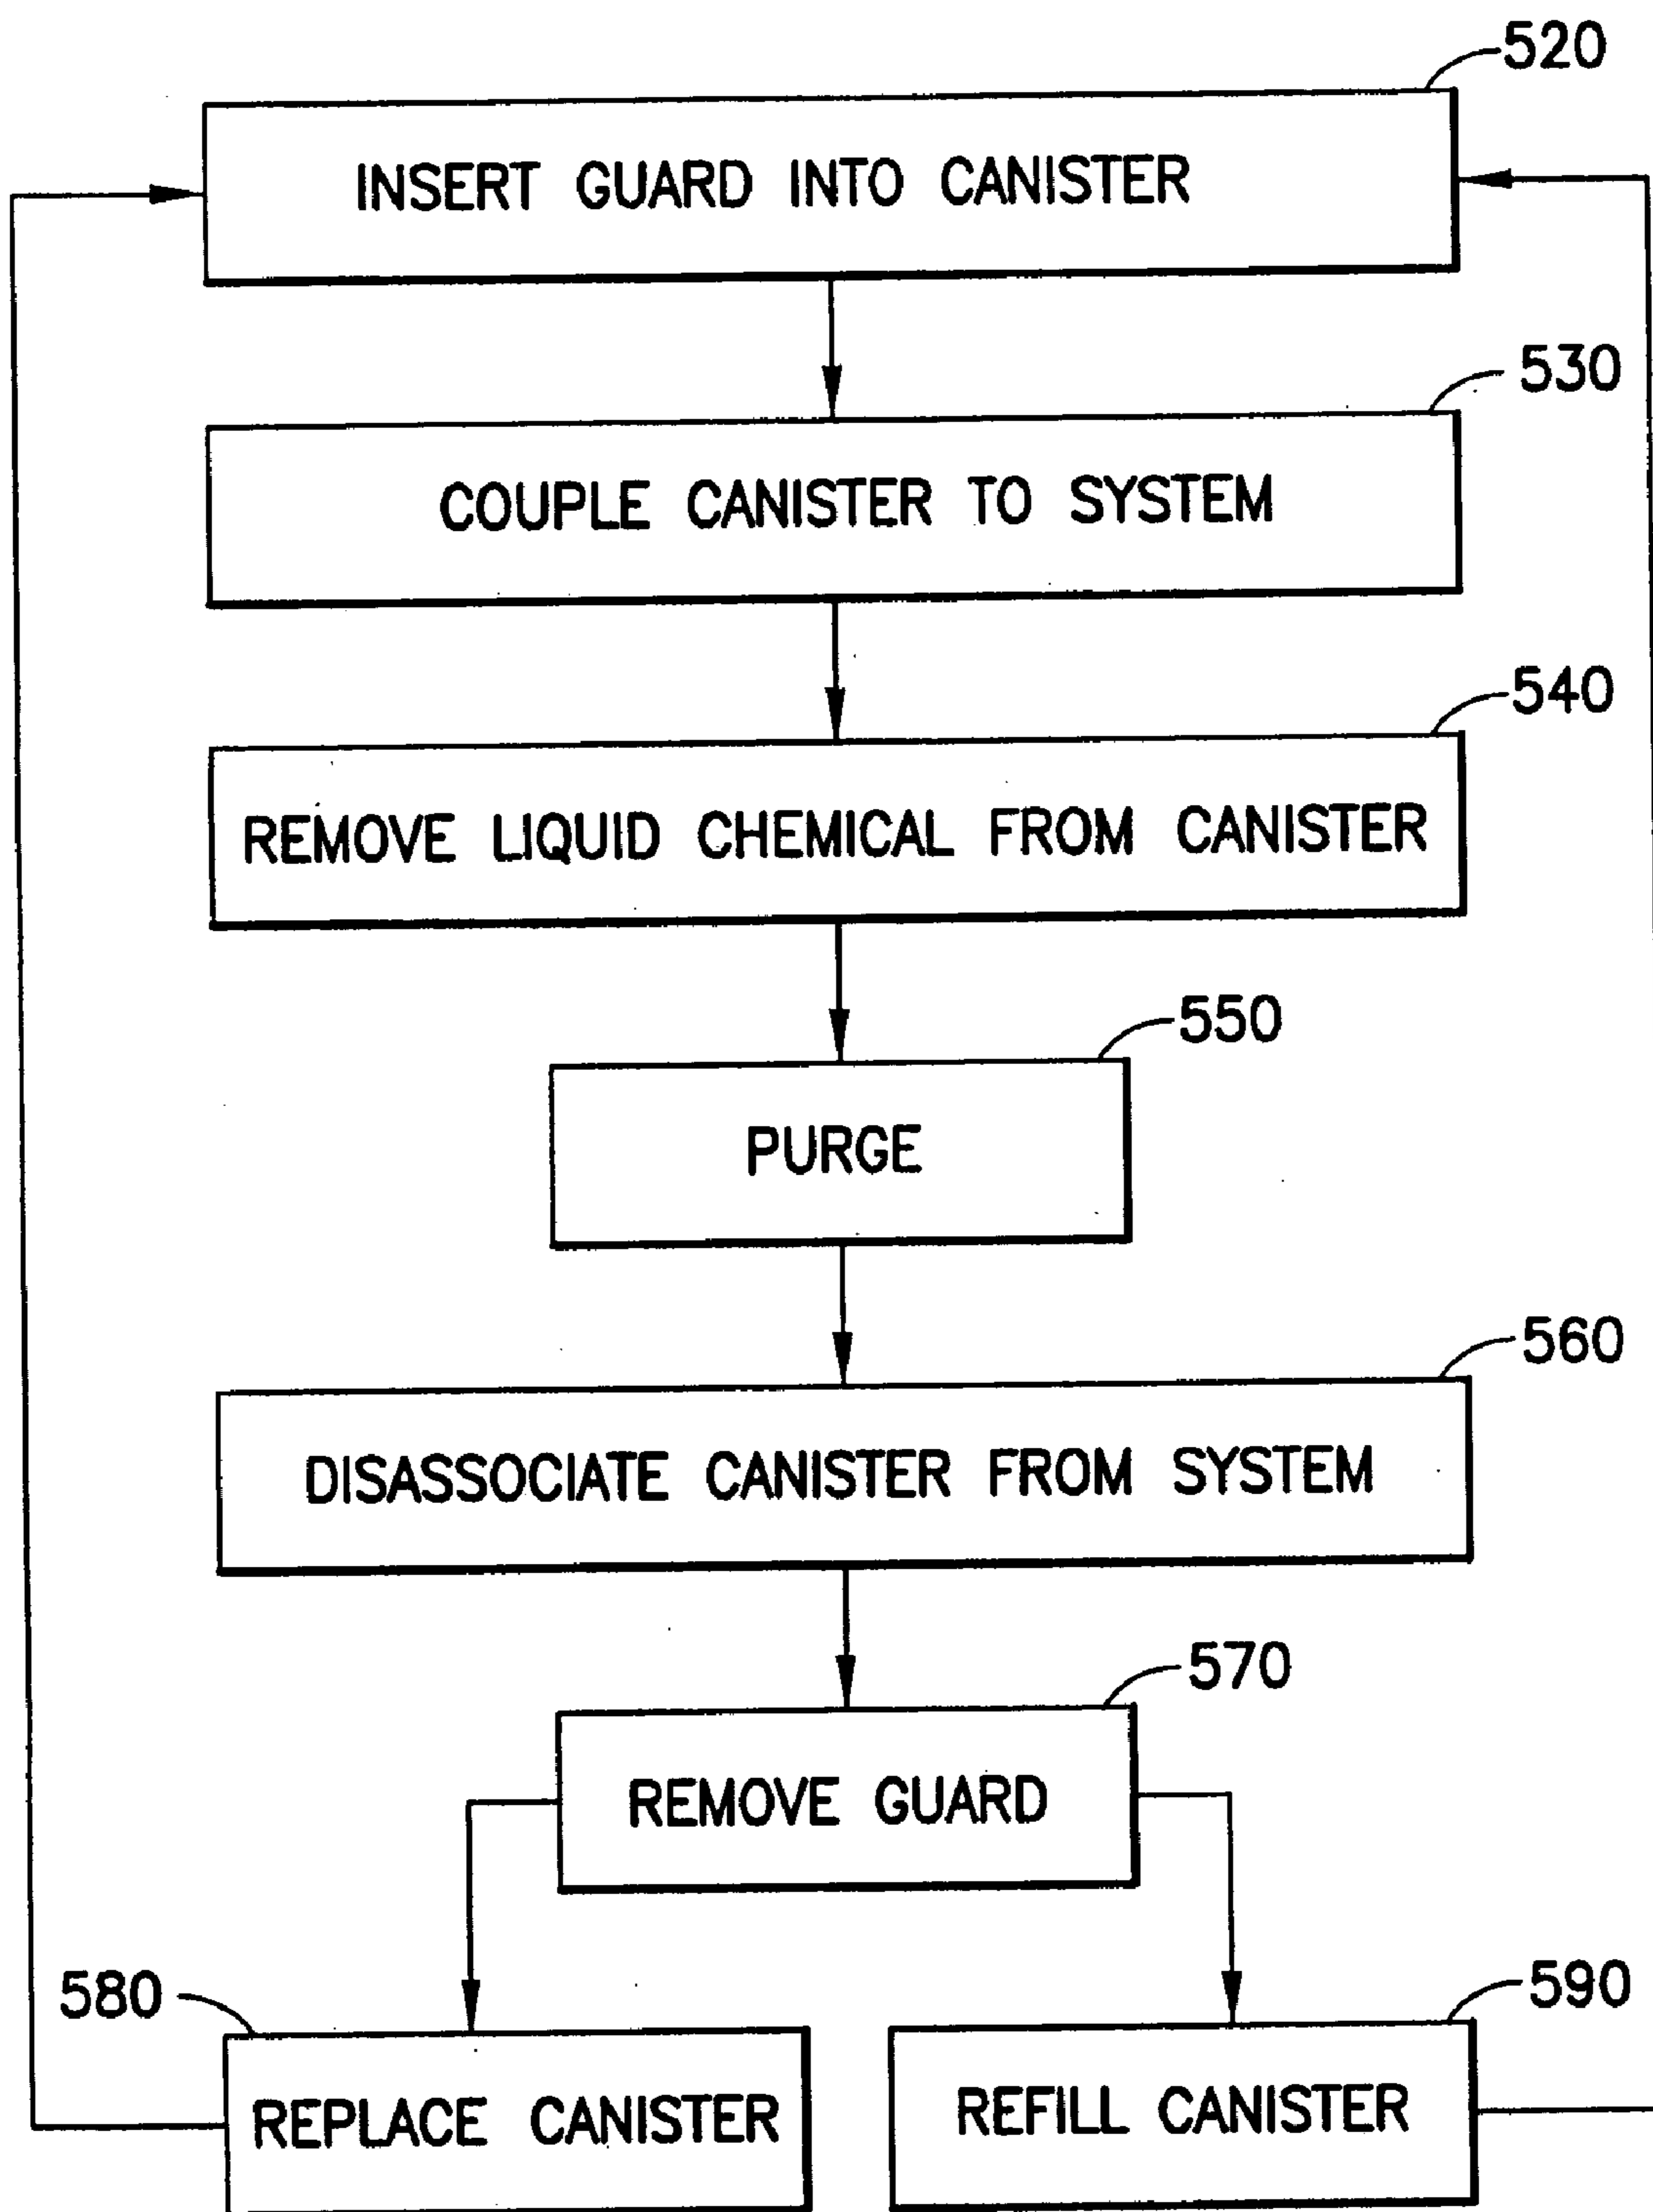 520
INSERT GUARD INTO CANISTER
530
COUPLE CANISTER TO SYSTEM
540
REMOVE LIQUID CHEMICAL FROM CANISTER
550
PURGE
560
DISASSOCIATE CANISTER FROM SYSTEM
570
REMOVE GUARD
580
REPLACE CANISTER
590
REFILL CANISTER